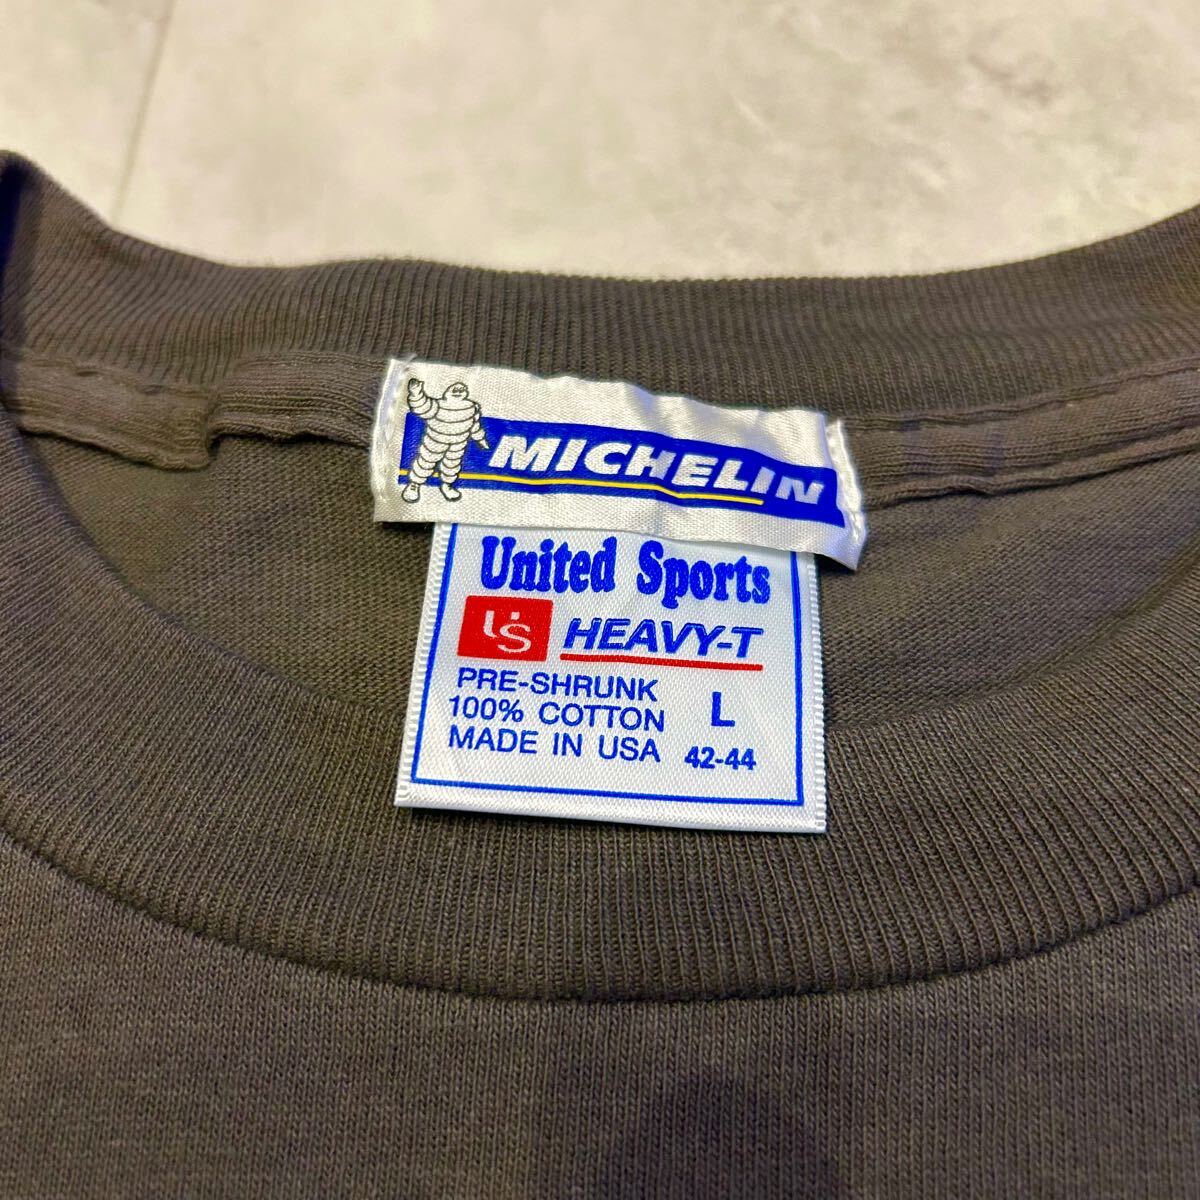 MICHELIN
United Sports
US HEAVY-T
PRE-SHRUNK
100% COTTON L
MADE IN USA 42-44